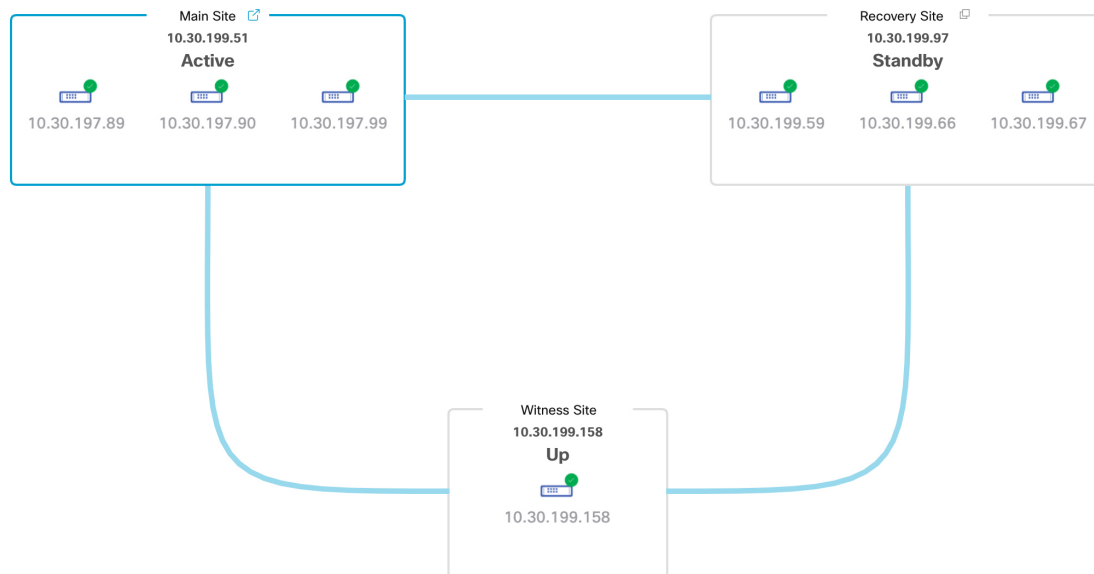 Main Site
10.30.199.51
Active
10.30.197.89
10.30.197.90
10.30.197.99
Recovery Site
10.30.199.97
Standby
10.30.199.59
10.30.199.66
10.30.199.67
Witness Site
10.30.199.158
Up
10.30.199.158